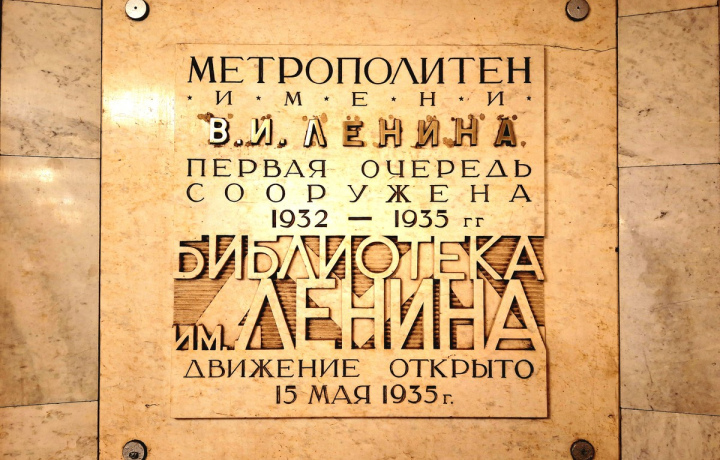 МЕТРОПОЛИТЕН
* И * М * Е * Н * И *
В.И. ЛЕНИНА
ПЕРВАЯ ОЧЕРЕДЬ
СООРУЖЕНА
1932 — 1935 гг
БИБЛИОТЕКА
ИМ. ЛЕНИНА
ДВИЖЕНИЕ ОТКРЫТО
15 МАЯ 1935 г.